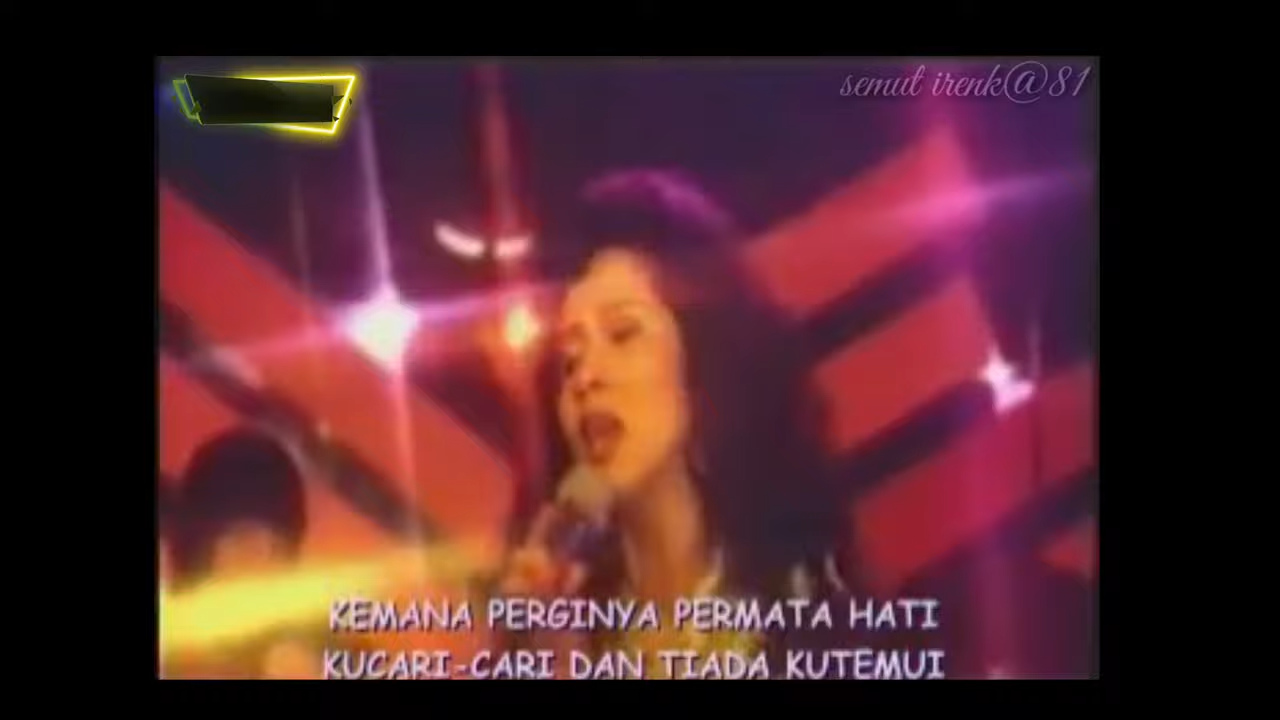 semut irenk@81
KEMANA PERGINYA PERMATA HATI
KUCARI-CARI DAN TIADA KUTEMUI